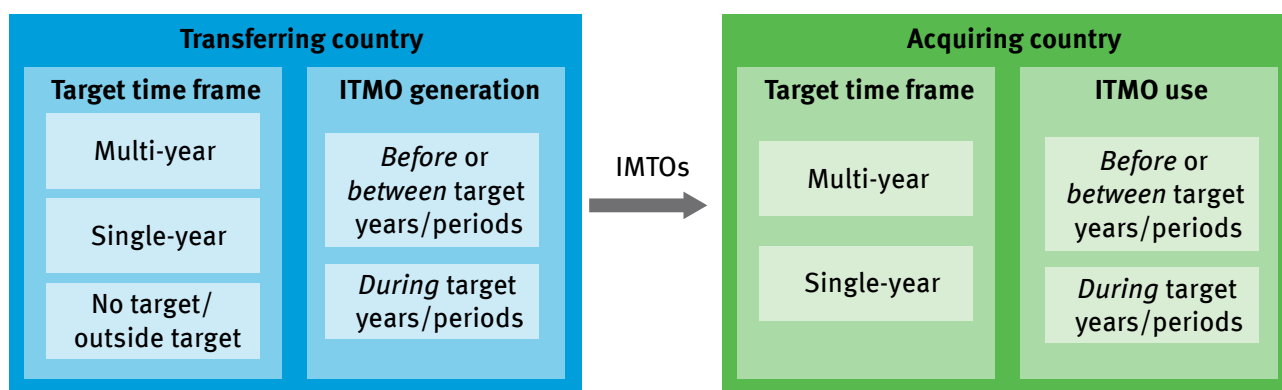 Transferring country
Target time frame
Multi-year
Single-year
No target/
outside target
ITMO generation
Before or
between target
years/periods
During target
years/periods
IMTOs
Acquiring country
Target time frame
Multi-year
Single-year
ITMO use
Before or
between target
years/periods
During target
years/periods